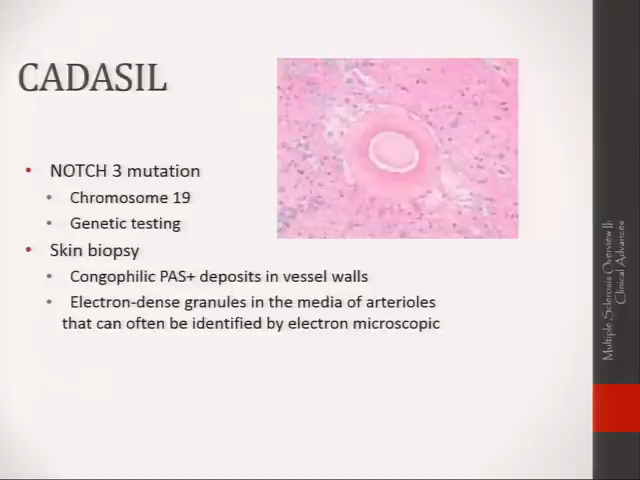 CADASIL
• NOTCH 3 mutation
• Chromosome 19
• Genetic testing
• Skin biopsy
• Congophilic PAS+ deposits in vessel walls
• Electron-dense granules in the media of arterioles
that can often be identified by electron microscopic
Multiple Sclerosis Overview II:
Clinical Advances